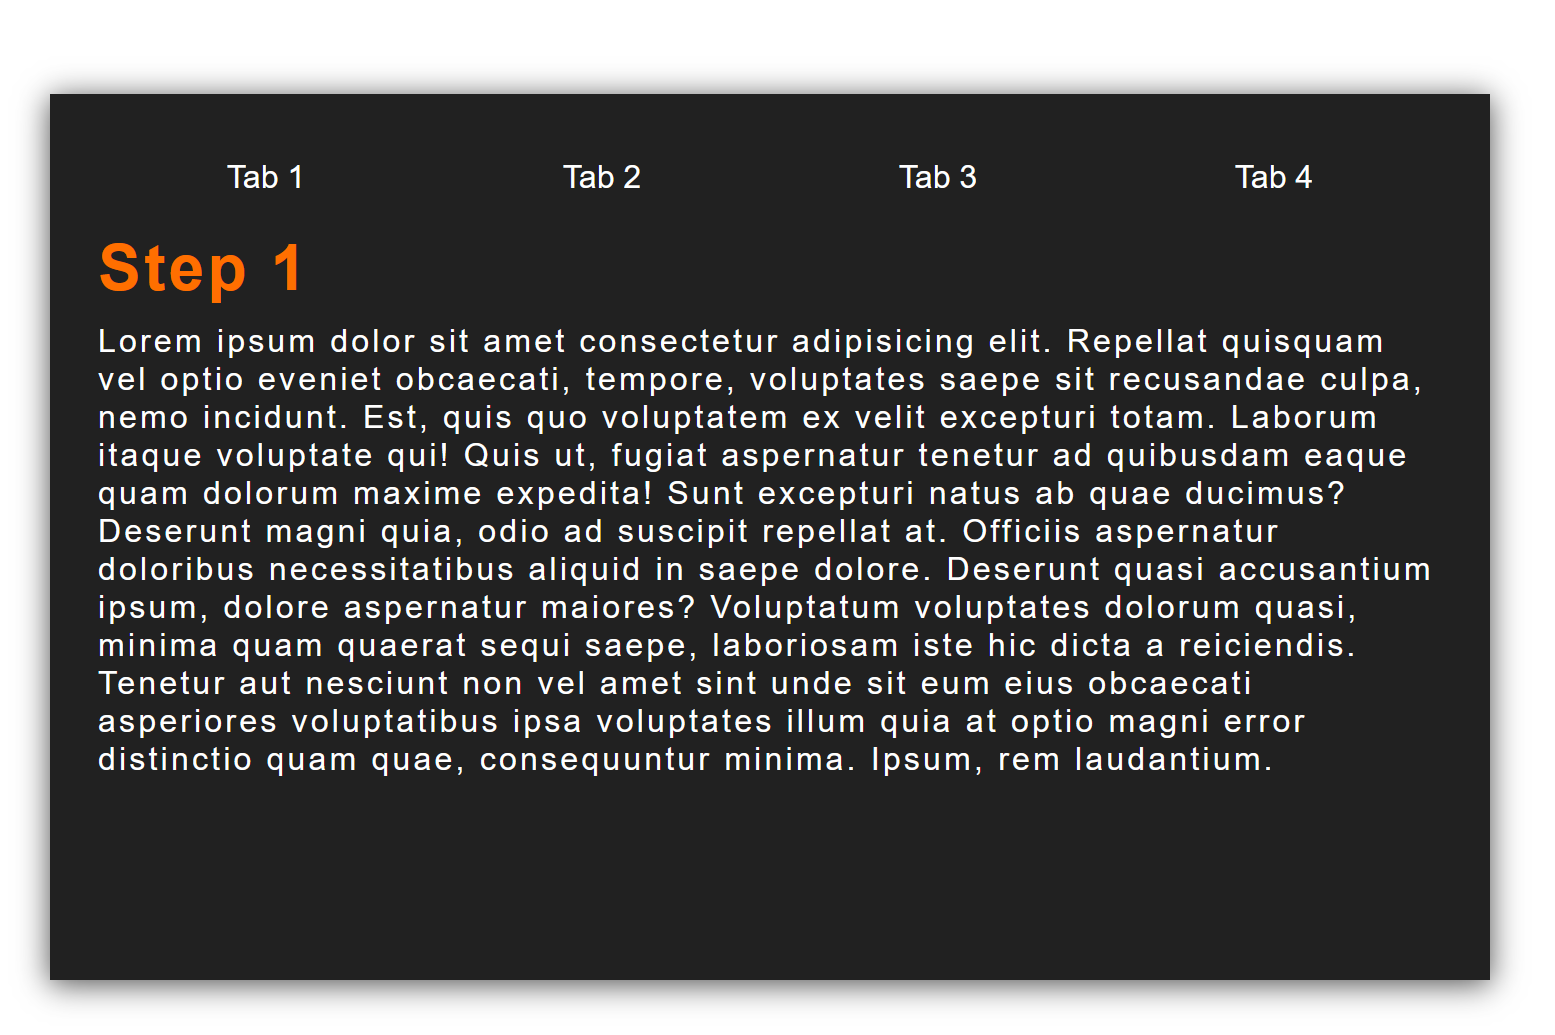 Tab 1 Tab 2 Tab 3 Tab 4
Step 1
Lorem ipsum dolor sit amet consectetur adipisicing elit. Repellat quisquam
vel optio eveniet obcaecati, tempore, voluptates saepe sit recusandae culpa,
nemo incidunt. Est, quis quo voluptatem ex velit excepturi totam. Laborum
itaque voluptate qui! Quis ut, fugiat aspernatur tenetur ad quibusdam eaque
quam dolorum maxime expedita! Sunt excepturi natus ab quae ducimus?
Deserunt magni quia, odio ad suscipit repellat at. Officiis aspernatur
doloribus necessitatibus aliquid in saepe dolore. Deserunt quasi accusantium
ipsum, dolore aspernatur maiores? Voluptatum voluptates dolorum quasi,
minima quam quaerat sequi saepe, laboriosam iste hic dicta a reiciendis.
Tenetur aut nesciunt non vel amet sint unde sit eum eius obcaecati
asperiores voluptatibus ipsa voluptates illum quia at optio magni error
distinctio quam quae, consequuntur minima. Ipsum, rem laudantium.